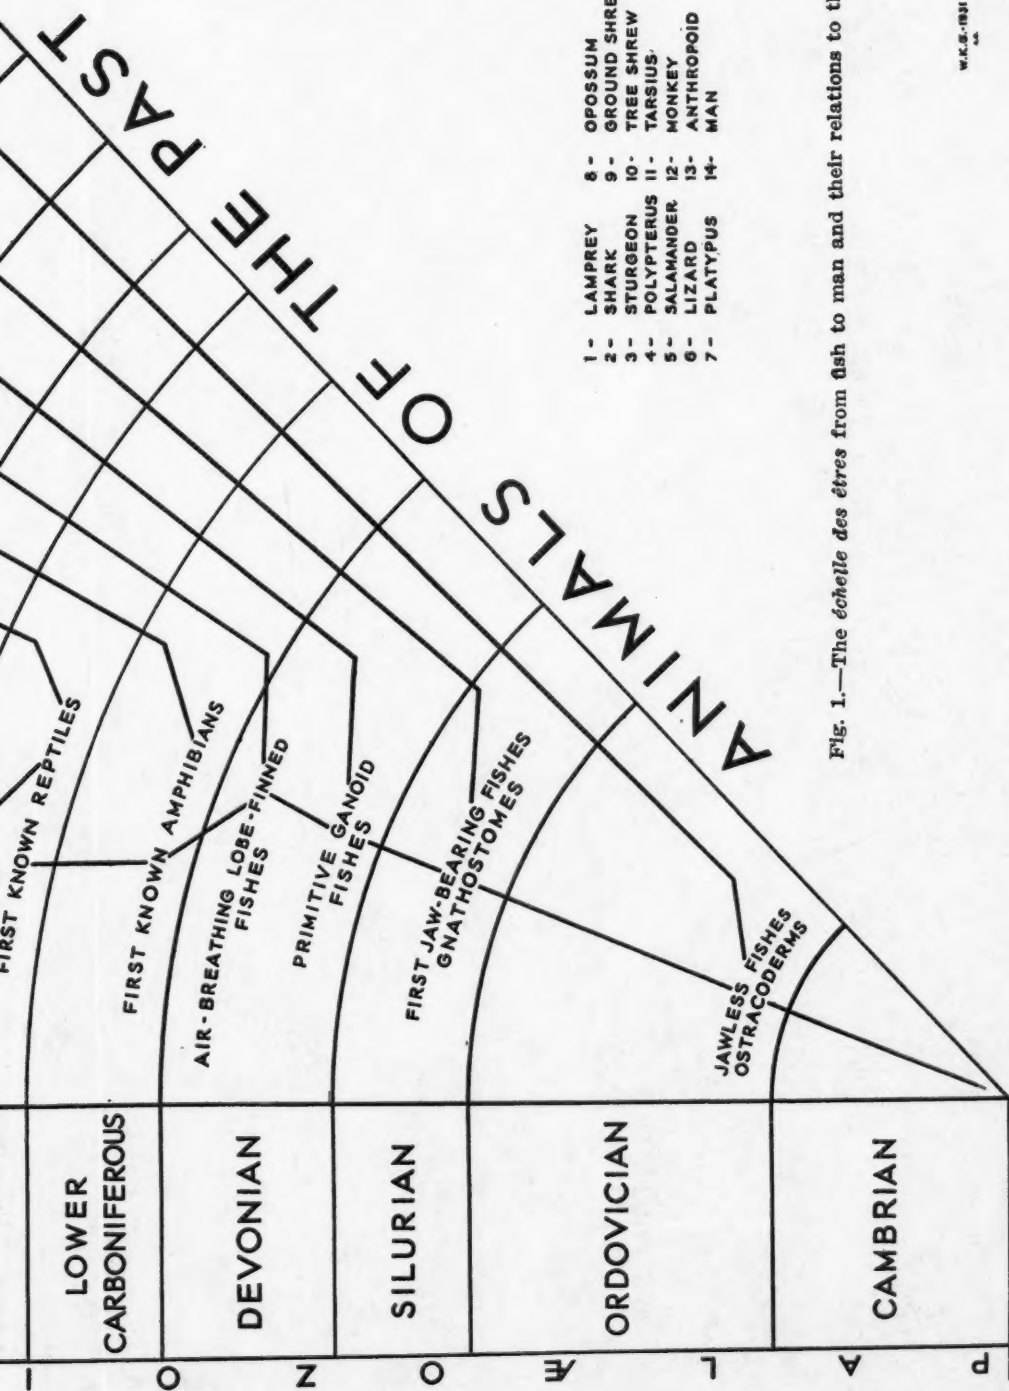 ANIMALS OF THE PAST
FIRST KNOWN REPTILES
FIRST KNOWN AMPHIBIANS
AIR-BREATHING LOBE-FINNED
FISHES
PRIMITIVE GANOID
FISHES
FIRST JAW-BEARING FISHES
GNATHOSTOMES
JAWLESS FISHES
OSTRACODERMS
LOWER
CARBONIFEROUS
DEVONIAN
SILURIAN
ORDOVICIAN
CAMBRIAN
P A L Æ O Z O I
1 - LAMPREY
2 - SHARK
3 - STURGEON
4 - POLYPTERUS
5 - SALAMANDER
6 - LIZARD
7 - PLATYPUS
8 - OPOSSUM
9 - GROUND SHRE
10 - TREE SHREW
11 - TARSIUS
12 - MONKEY
13 - ANTHROPOID
14 - MAN
Fig. 1.—The échelle des êtres from fish to man and their relations to th
W.K.G.-1931